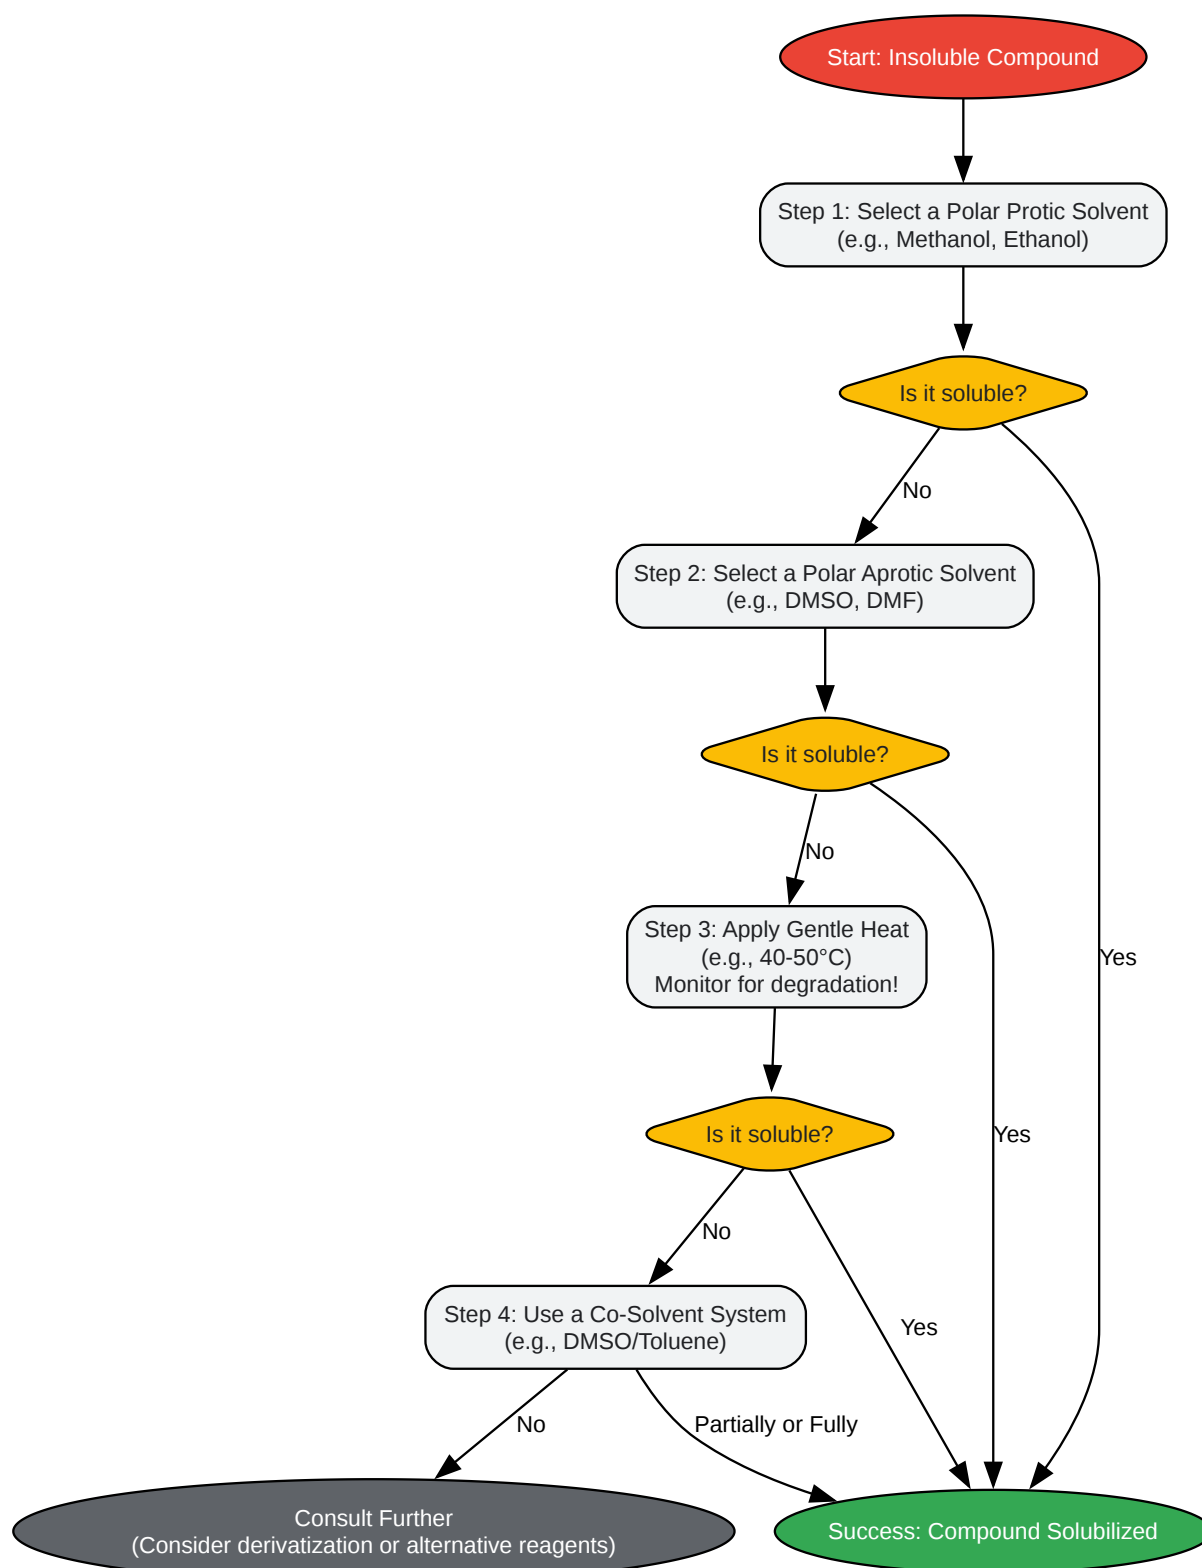 Start: Insoluble Compound
Step 1: Select a Polar Protic Solvent
(e.g., Methanol, Ethanol)
Is it soluble?
No
Step 2: Select a Polar Aprotic Solvent
(e.g., DMSO, DMF)
Is it soluble?
No
Step 3: Apply Gentle Heat
(e.g., 40-50°C)
Monitor for degradation!
Yes
Is it soluble?
Yes
No
Step 4: Use a Co-Solvent System
(e.g., DMSO/Toluene)
Yes
No
Partially or Fully
Consult Further
(Consider derivatization or alternative reagents)
Success: Compound Solubilized